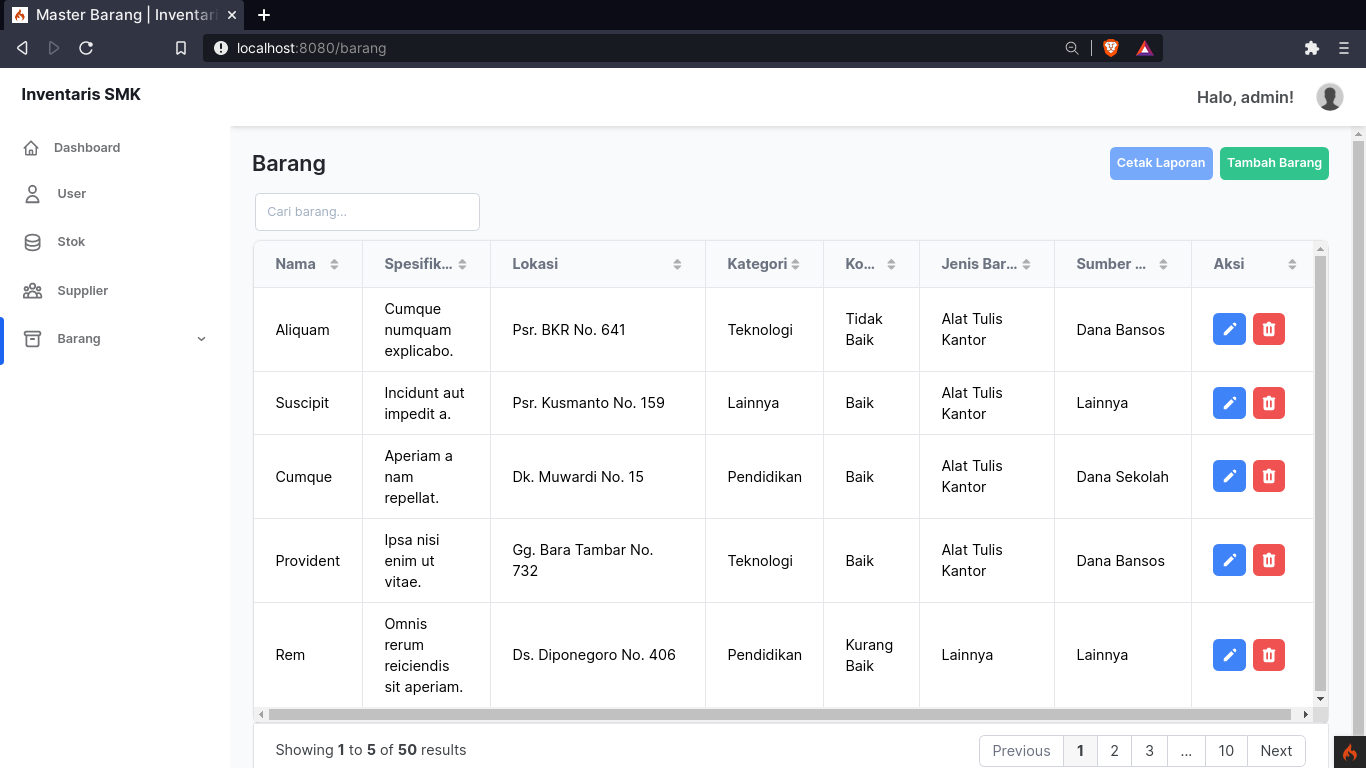 Master Barang | Inventari
localhost:8080/barang
Inventaris SMK
Halo, admin!
Dashboard
User
Stok
Supplier
Barang
Barang
Cetak Laporan
Tambah Barang
Cari barang...
Nama
Spesifik...
Lokasi
Kategori
Ko...
Jenis Bar...
Sumber ...
Aksi
Aliquam
Cumque
numquam
explicabo.
Psr. BKR No. 641
Teknologi
Tidak
Baik
Alat Tulis
Kantor
Dana Bansos
Suscipit
Incidunt aut
impedit a.
Psr. Kusmanto No. 159
Lainnya
Baik
Alat Tulis
Kantor
Lainnya
Cumque
Aperiam a
nam
repellat.
Dk. Muwardi No. 15
Pendidikan
Baik
Alat Tulis
Kantor
Dana Sekolah
Provident
Ipsa nisi
enim ut
vitae.
Gg. Bara Tambar No.
732
Teknologi
Baik
Alat Tulis
Kantor
Dana Bansos
Rem
Omnis
rerum
reiciendis
sit aperiam.
Ds. Diponegoro No. 406
Pendidikan
Kurang
Baik
Lainnya
Lainnya
Showing 1 to 5 of 50 results
Previous 1 2 3 ... 10 Next